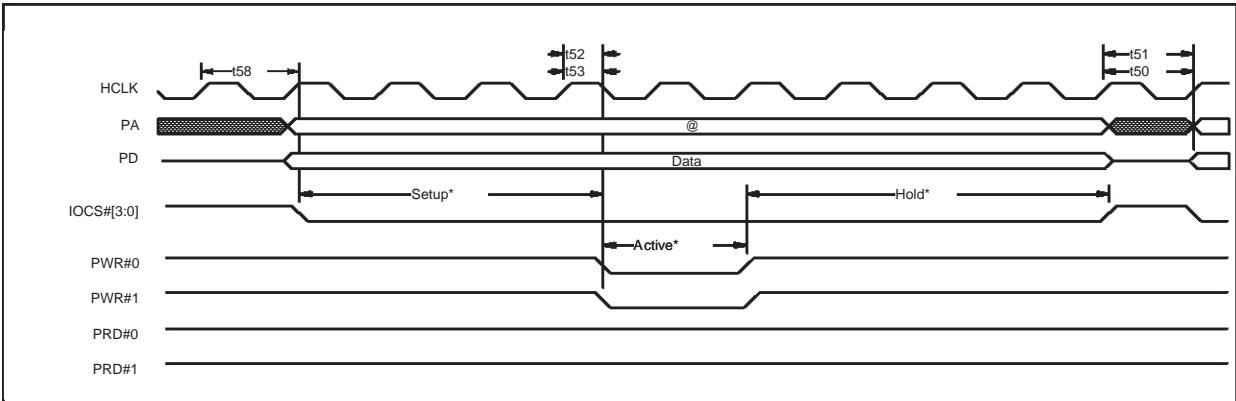 t52
t51
t58
t53
t50
HCLK
PA
@
PD
Data
Setup*
Hold*
IOCS#[3:0]
Active*
PWR#0
PWR#1
PRD#0
PRD#1